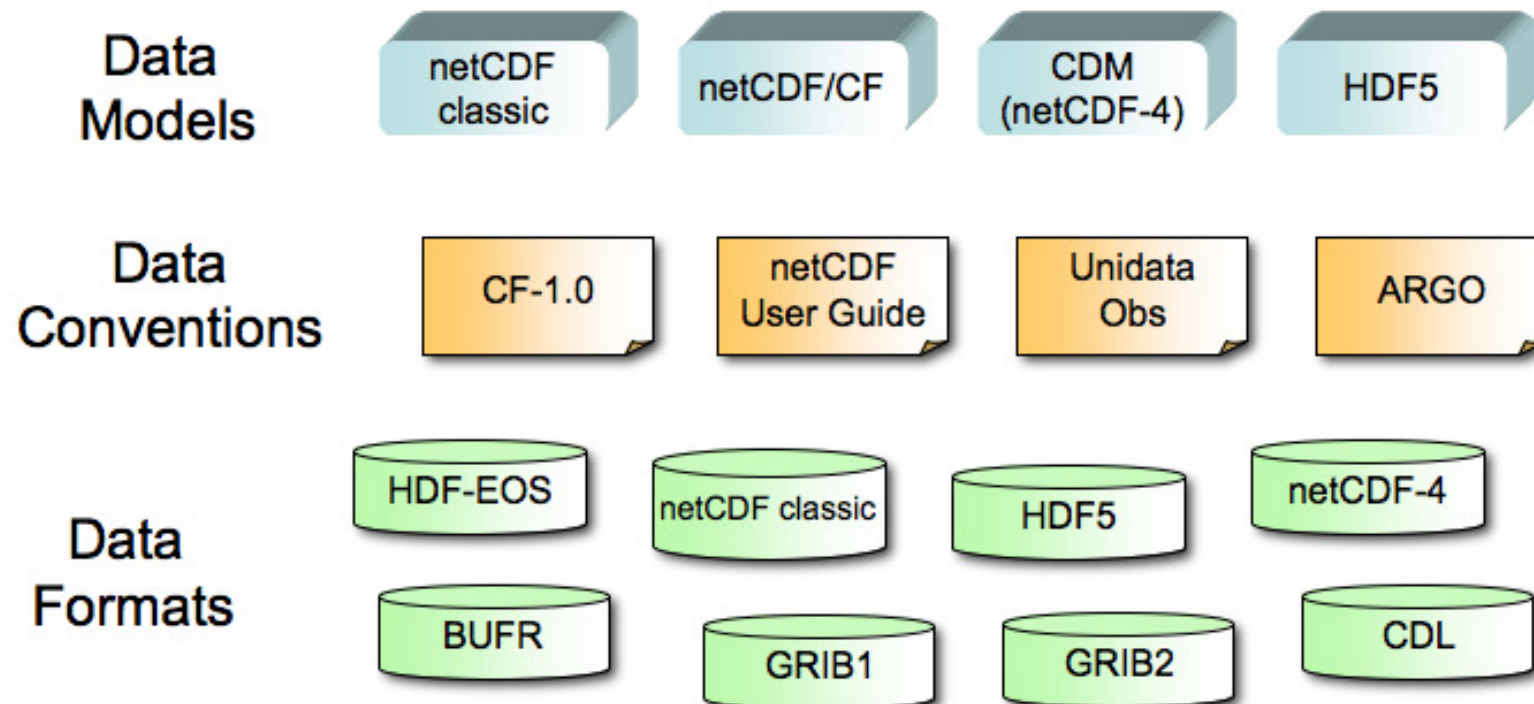 Data
Models
netCDF
classic
netCDF/CF
CDM
(netCDF-4)
HDF5
Data
Conventions
CF-1.0
netCDF
User Guide
Unidata
Obs
ARGO
Data
Formats
HDF-EOS
netCDF classic
HDF5
netCDF-4
BUFR
GRIB1
GRIB2
CDL